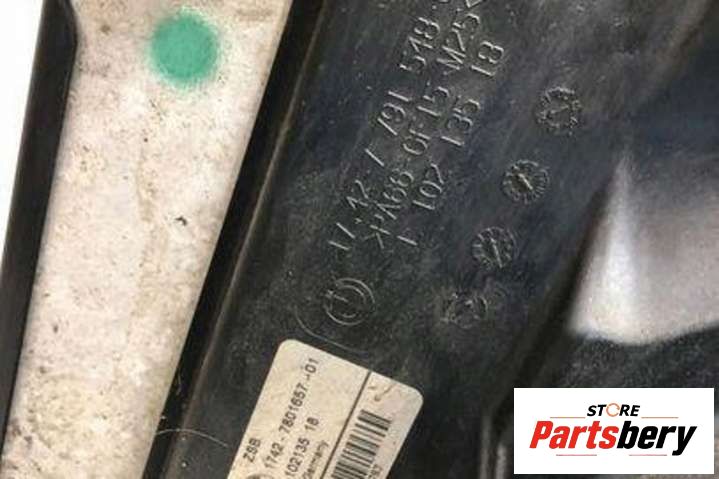 17.42 7 791 548
>PA66-GF15 M25<
1 102 135 18
ZSB
1742-7801657-01
102135 18
Germany
STORE
Partsbery